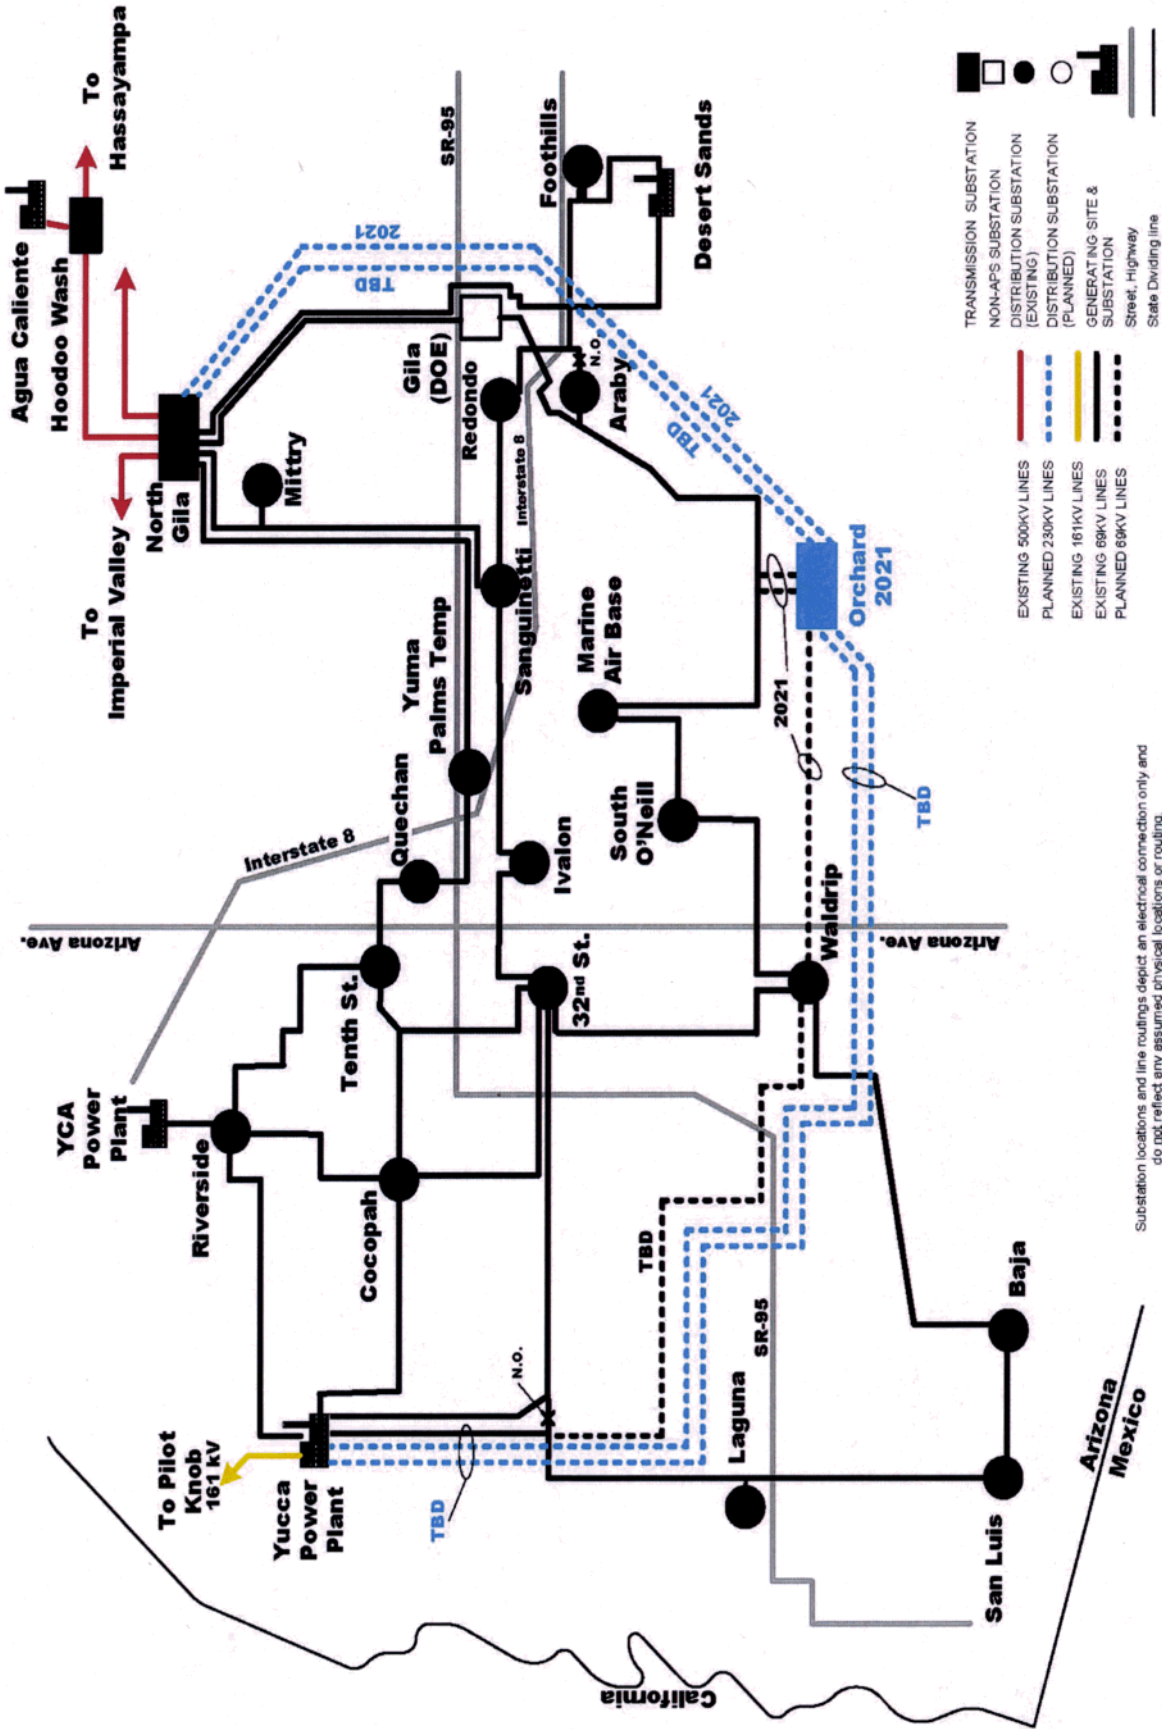 Agua Caliente
Hoodoo Wash
To
Hassayampa
To
Imperial Valley
North
Gila
Mittry
SR-95
2021
TBD
Gila
(DOE)
Redondo
Foothills
Desert Sands
N.O.
Araby
Interstate 8
Sanguinetti
Yuma
Palms Temp
Marine
Air Base
2021
TBD
Orchard
2021
2021
TBD
Quechan
Interstate 8
Ivalon
South
O'Neill
Waldrip
Arizona Ave.
Arizona Ave.
Arizona Ave.
Arizona Ave.
Tenth St.
32nd St.
YCA
Power
Plant
Riverside
Cocopah
TBD
SR-95
N.O.
Laguna
To Pilot
Knob
161 kV
Yucca
Power
Plant
TBD
San Luis
Baja
Arizona
Mexico
California
EXISTING 500KV LINES
PLANNED 230KV LINES
EXISTING 161KV LINES
EXISTING 69KV LINES
PLANNED 69KV LINES
TRANSMISSION SUBSTATION
NON-APS SUBSTATION
DISTRIBUTION SUBSTATION
(EXISTING)
DISTRIBUTION SUBSTATION
(PLANNED)
GENERATING SITE &
SUBSTATION
Street, Highway
State Dividing line
Substation locations and line routings depict an electrical connection only and
do not reflect any assumed physical locations or routing.